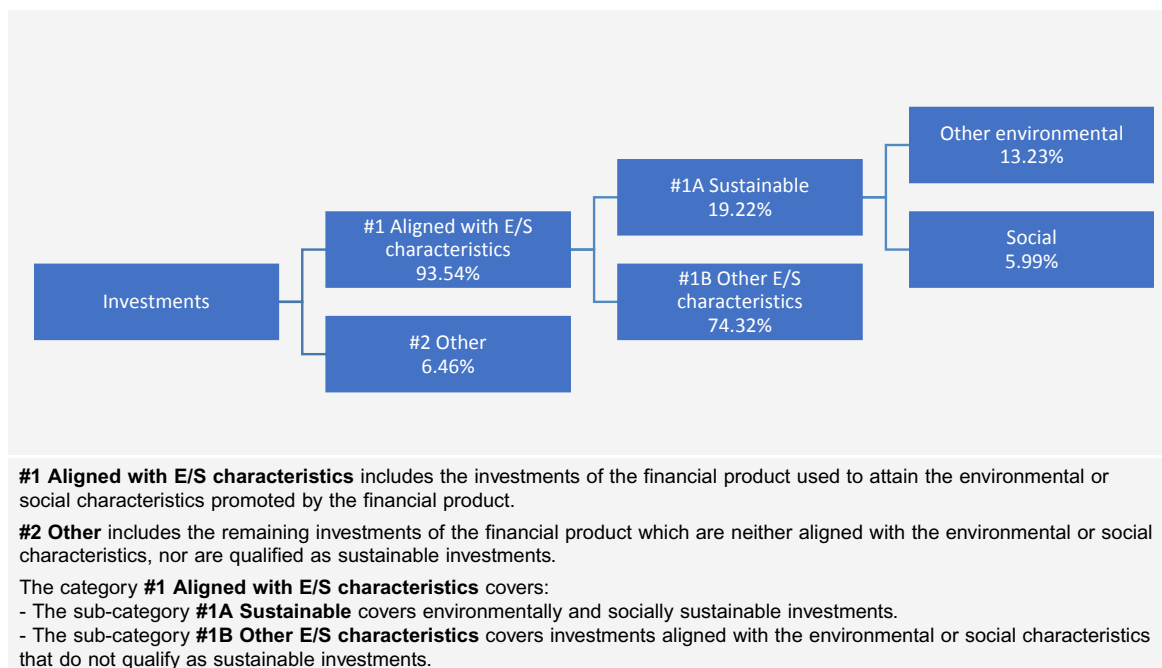 Investments
#1 Aligned with E/S
characteristics
93.54%
#2 Other
6.46%
#1A Sustainable
19.22%
#1B Other E/S
characteristics
74.32%
Other environmental
13.23%
Social
5.99%
#1 Aligned with E/S characteristics includes the investments of the financial product used to attain the environmental or
social characteristics promoted by the financial product.
#2 Other includes the remaining investments of the financial product which are neither aligned with the environmental or social
characteristics, nor are qualified as sustainable investments.
The category #1 Aligned with E/S characteristics covers:
- The sub-category #1A Sustainable covers environmentally and socially sustainable investments.
- The sub-category #1B Other E/S characteristics covers investments aligned with the environmental or social characteristics
that do not qualify as sustainable investments.